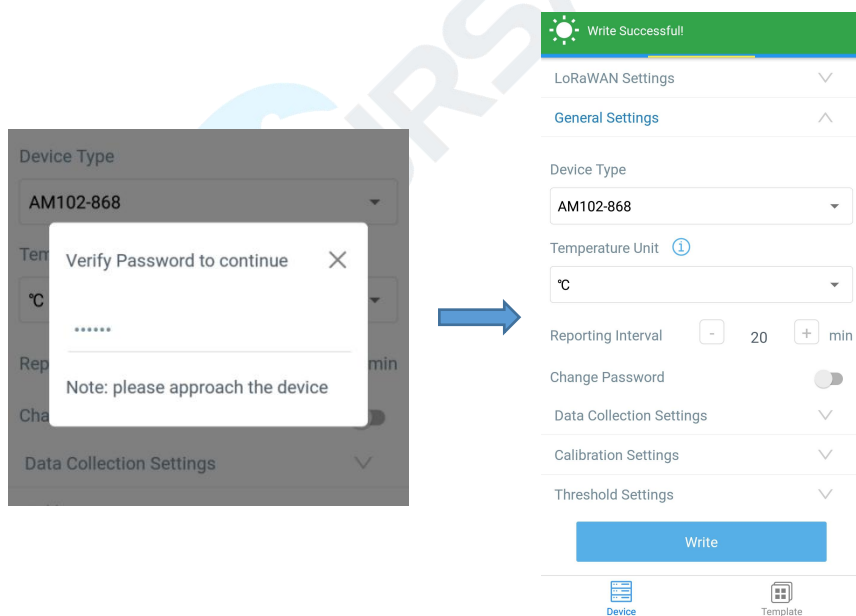 Device Type
AM102-868
Tem
Verify Password to continue
℃
••••••
Rep
min
Note: please approach the device
Cha
Data Collection Settings
Write Successful!
LoRaWAN Settings
General Settings
Device Type
AM102-868
Temperature Unit
℃
Reporting Interval - 20 + min
Change Password
Data Collection Settings
Calibration Settings
Threshold Settings
Write
Device Template